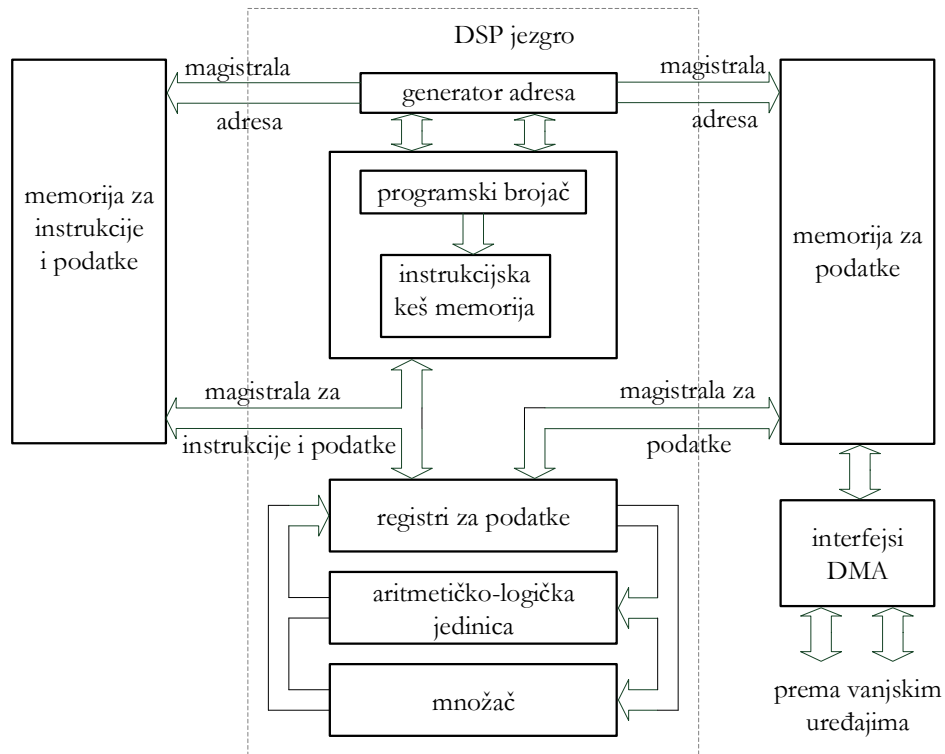 DSP jezgro
magistrala
adresa
generator adresa
magistrala
adresa
memorija za
instrukcije
i podatke
programski brojač
instrukcijska
keš memorija
memorija za
podatke
magistrala za
instrukcije i podatke
magistrala za
podatke
registri za podatke
aritmetičko-logička
jedinica
množač
interfejsi
DMA
prema vanjskim
uređajima